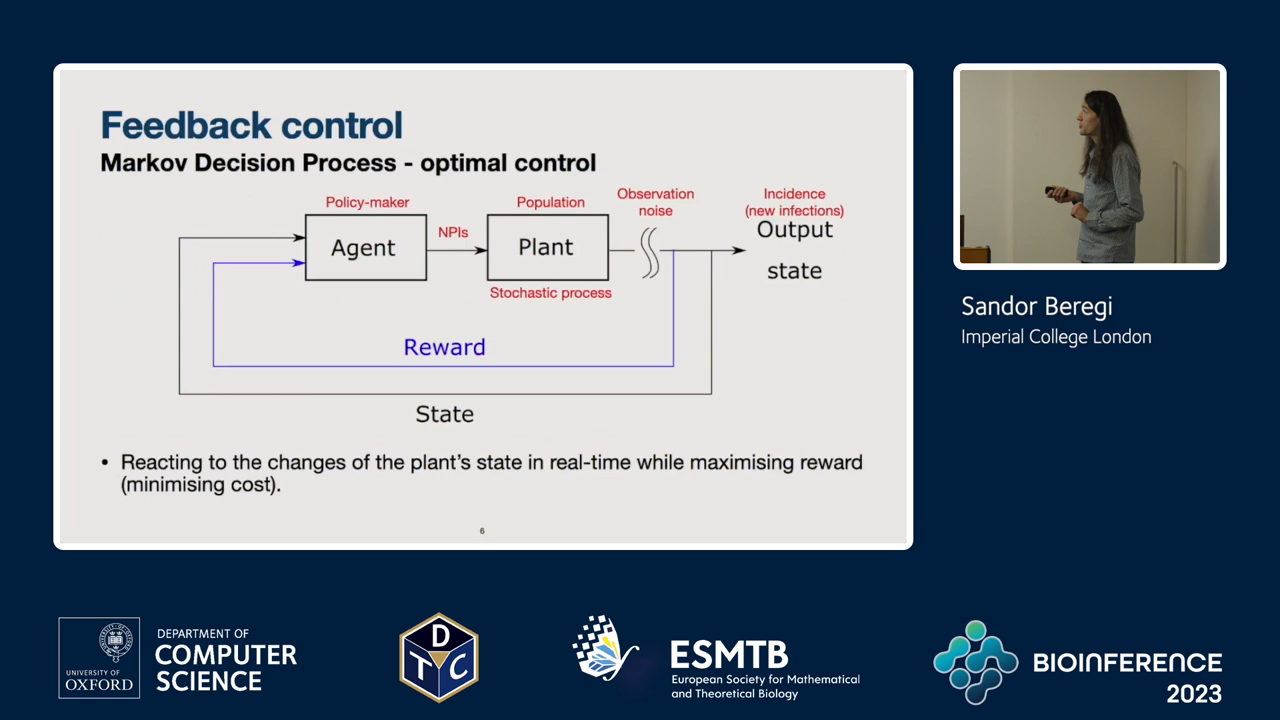 Feedback control
Markov Decision Process - optimal control
Policy-maker
Population
Observation
noise
Incidence
(new infections)
Agent
NPIs
Plant
Output
state
Stochastic process
Reward
State
• Reacting to the changes of the plant's state in real-time while maximising reward
(minimising cost).
6
Sandor Beregi
Imperial College London
UNIVERSITY OF
OXFORD
DEPARTMENT OF
COMPUTER
SCIENCE
D
T C
ESMTB
European Society for Mathematical
and Theoretical Biology
BIOINFERENCE
2023